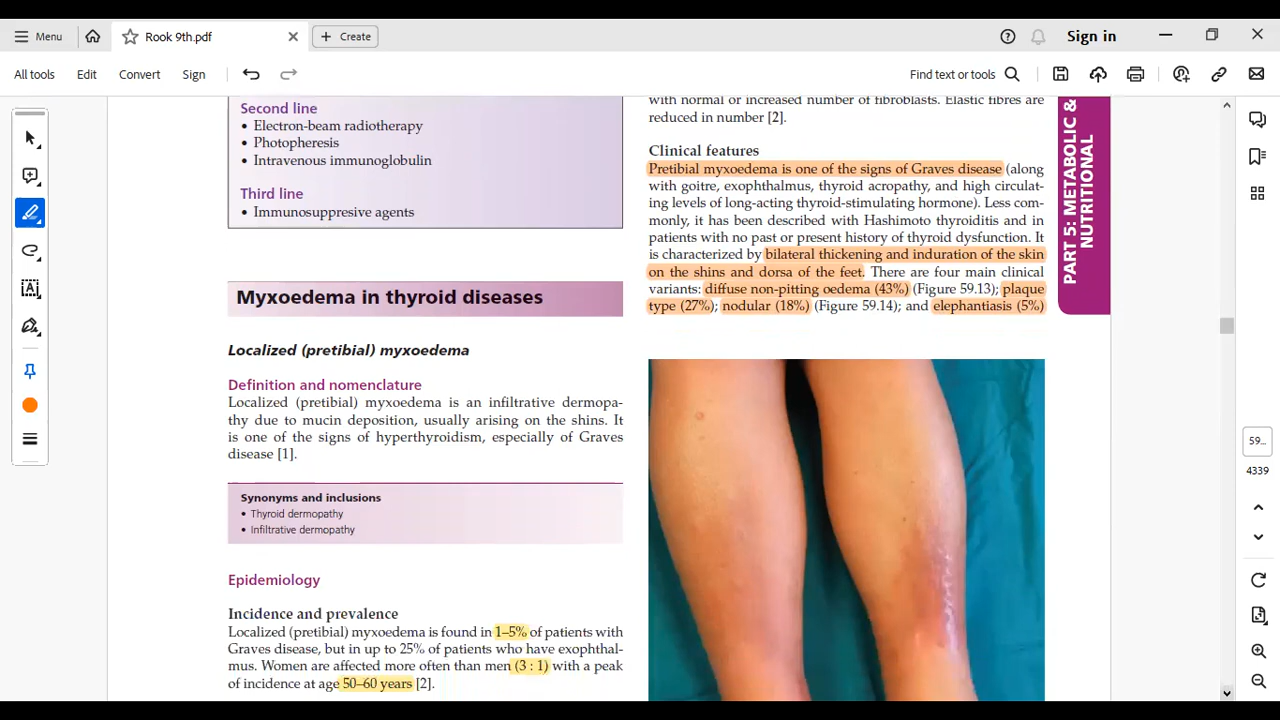 Menu
Rook 9th.pdf
Create
Sign in
All tools
Edit
Convert
Sign
Find text or tools
Second line
• Electron-beam radiotherapy
• Photopheresis
• Intravenous immunoglobulin
Third line
• Immunosuppresive agents
Myxoedema in thyroid diseases
Localized (pretibial) myxoedema
Definition and nomenclature
Localized (pretibial) myxoedema is an infiltrative dermopa-
thy due to mucin deposition, usually arising on the shins. It
is one of the signs of hyperthyroidism, especially of Graves
disease [1].
Synonyms and inclusions
• Thyroid dermopathy
• Infiltrative dermopathy
Epidemiology
Incidence and prevalence
Localized (pretibial) myxoedema is found in 1–5% of patients with
Graves disease, but in up to 25% of patients who have exophthal-
mus. Women are affected more often than men (3 : 1) with a peak
of incidence at age 50–60 years [2].
with normal or increased number of fibroblasts. Elastic fibres are
reduced in number [2].
Clinical features
Pretibial myxoedema is one of the signs of Graves disease (along
with goitre, exophthalmus, thyroid acropathy, and high circulat-
ing levels of long-acting thyroid-stimulating hormone). Less com-
monly, it has been described with Hashimoto thyroiditis and in
patients with no past or present history of thyroid dysfunction. It
is characterized by bilateral thickening and induration of the skin
on the shins and dorsa of the feet. There are four main clinical
variants: diffuse non-pitting oedema (43%) (Figure 59.13); plaque
type (27%); nodular (18%) (Figure 59.14); and elephantiasis (5%)
PART 5: METABOLIC &
NUTRITIONAL
59...
4339